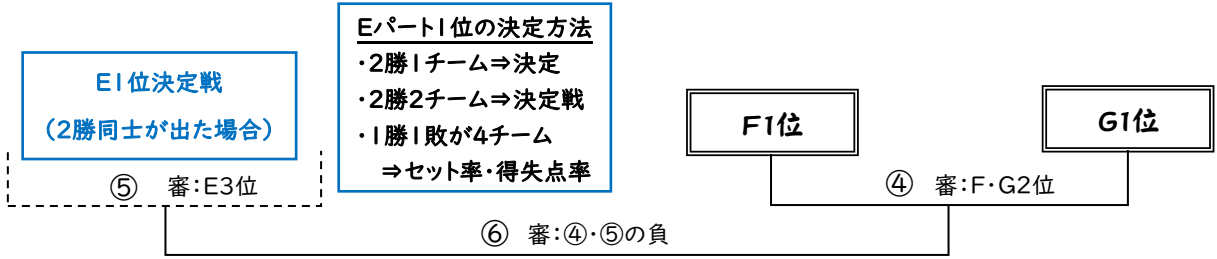 E1位決定戦
(2勝同士が出た場合)
⑤ 審:E3位
Eパート1位の決定方法
・2勝1チーム⇒決定
・2勝2チーム⇒決定戦
・1勝1敗が4チーム
⇒セット率・得失点率
F1位
G1位
④ 審:F・G2位
⑥ 審:④・⑤の負